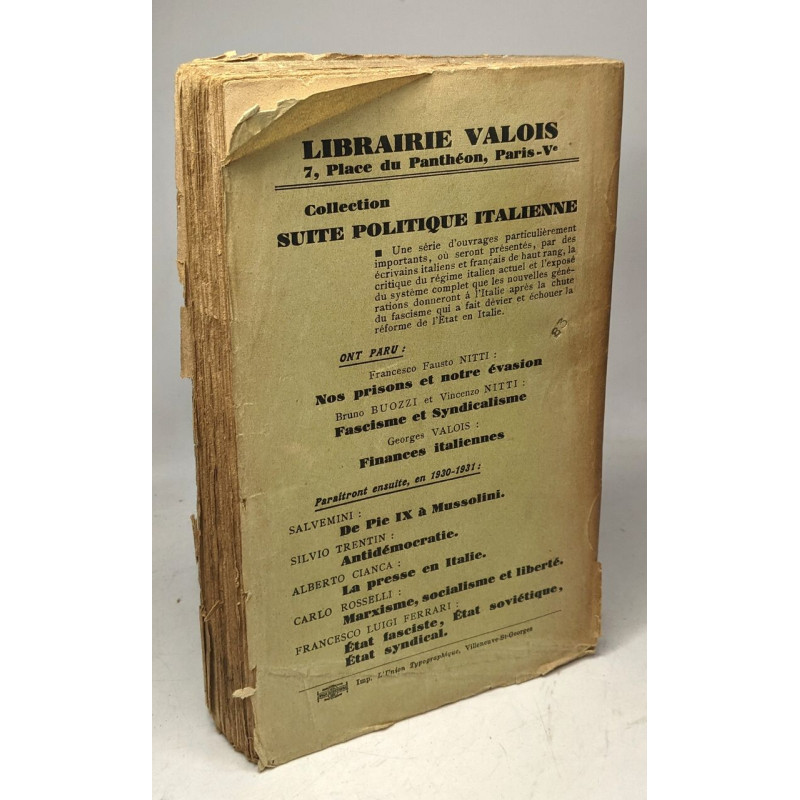 LIBRAIRIE VALOIS
7, Place du Panthéon, Paris-Vᵉ
Collection
SUITE POLITIQUE ITALIENNE
■ Une série d'ouvrages particulièrement
importants, où seront présentés, par des
écrivains italiens et français de haut rang, la
critique du régime italien actuel et l'exposé
du système complet que les nouvelles géné-
rations donneront à l'Italie après la chute
du fascisme qui a fait dévier et échouer la
réforme de l'État en Italie.
ONT PARU :
Francesco Fausto NITTI :
Nos prisons et notre évasion
Bruno BUOZZI et Vincenzo NITTI :
Fascisme et Syndicalisme
Georges VALOIS :
Finances italiennes
Paraîtront ensuite, en 1930-1931 :
SALVEMINI :
De Pie IX à Mussolini.
SILVIO TRENTIN :
Antidémocratie.
ALBERTO CIANCA :
La presse en Italie.
CARLO ROSSELLI :
Marxisme, socialisme et liberté.
FRANCESCO LUIGI FERRARI :
État fasciste, État soviétique,
État syndical.
Imp. L'Union Typographique, Villeneuve-St-Georges